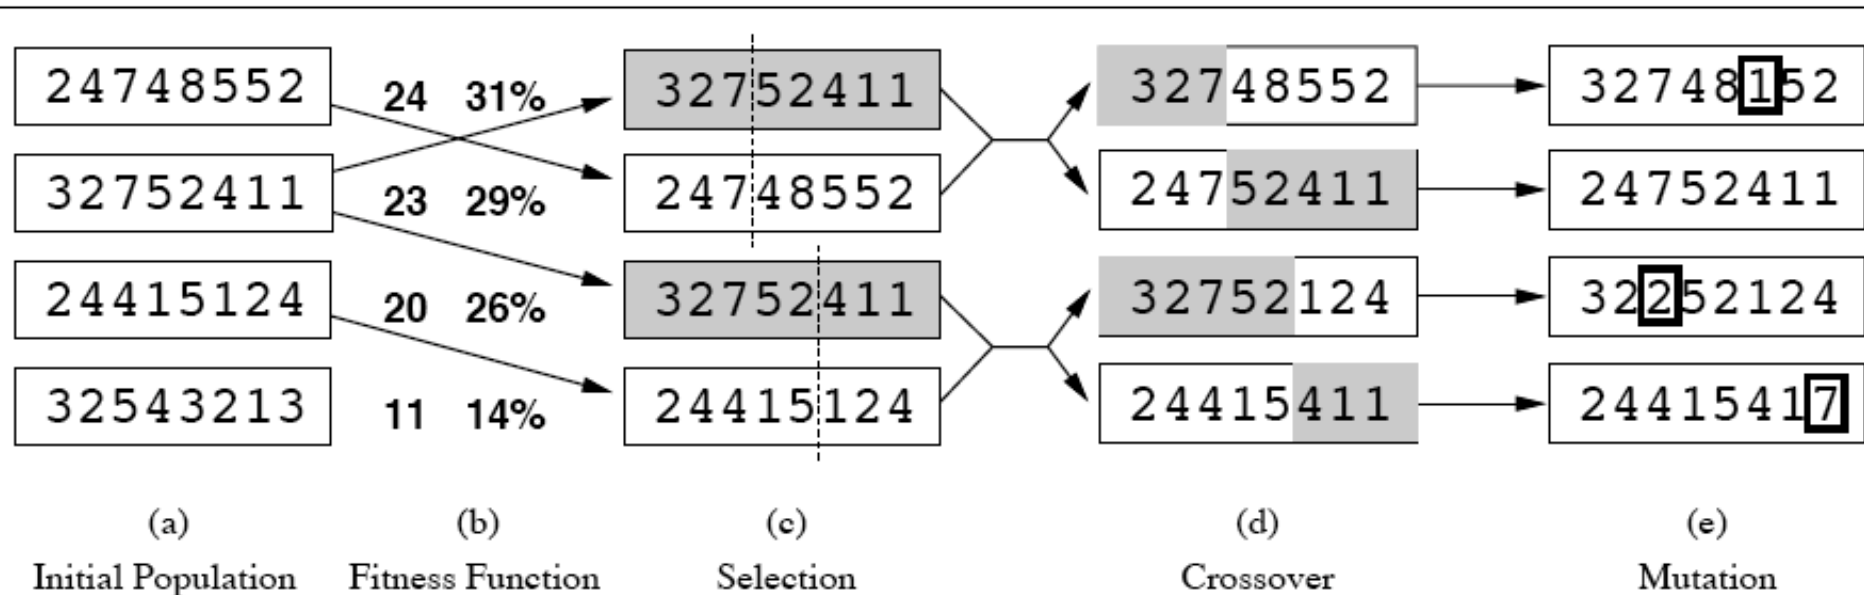 24748552 24 31% 32752411 32748552 32748152
32752411 23 29% 24748552 24752411 24752411
24415124 20 26% 32752411 32752124 32252124
32543213 11 14% 24415124 24415411 24415417
(a) (b) (c) (d) (e)
Initial Population Fitness Function Selection Crossover Mutation